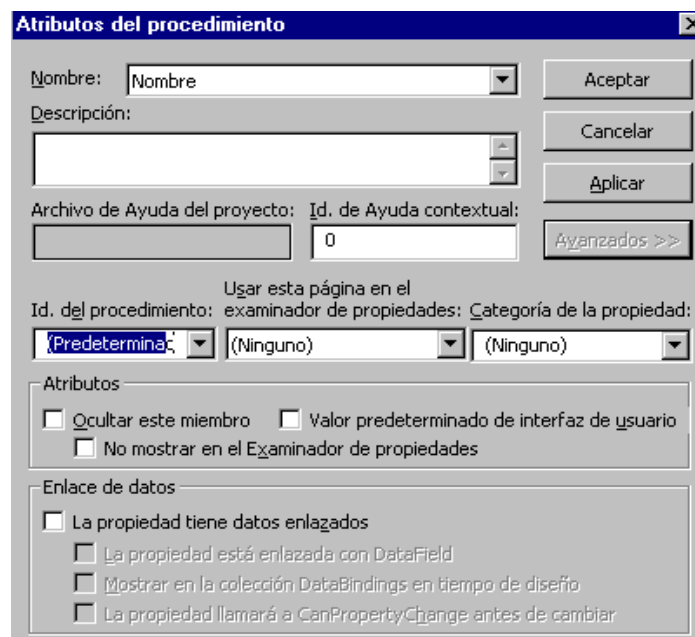 Atributos del procedimiento
Nombre: Nombre
Aceptar
Descripción:
Cancelar
Aplicar
Archivo de Ayuda del proyecto: Id. de Ayuda contextual:
0
Avanzados >>
Usar esta página en el
Id. del procedimiento: examinador de propiedades: Categoría de la propiedad:
(Predeterminac (Ninguno) (Ninguno)
Atributos
Ocultar este miembro Valor predeterminado de interfaz de usuario
No mostrar en el Examinador de propiedades
Enlace de datos
La propiedad tiene datos enlazados
La propiedad está enlazada con DataField
Mostrar en la colección DataBindings en tiempo de diseño
La propiedad llamará a CanPropertyChange antes de cambiar